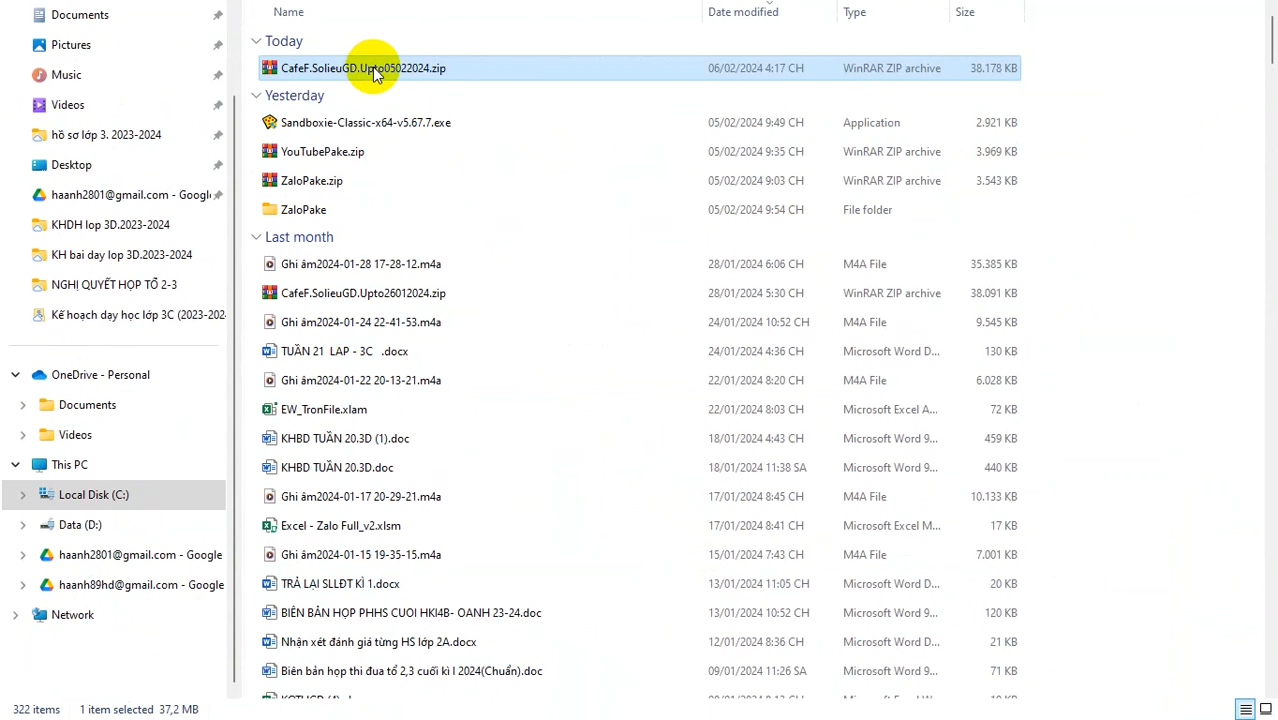 Documents
Pictures
Music
Videos
hồ sơ lớp 3. 2023-2024
Desktop
haanh2801@gmail.com - Google
KHDH lop 3D.2023-2024
KH bai day lop 3D.2023-2024
NGHỊ QUYẾT HỌP TỔ 2-3
Kế hoạch dạy học lớp 3C (2023-202
OneDrive - Personal
Documents
Videos
This PC
Local Disk (C:)
Data (D:)
haanh2801@gmail.com - Google
haanh89hd@gmail.com - Google
Network
Name Date modified Type Size
Today
CafeF.SolieuGD.Upto05022024.zip 06/02/2024 4:17 CH WinRAR ZIP archive 38.178 KB
Yesterday
Sandboxie-Classic-x64-v5.67.7.exe 05/02/2024 9:49 CH Application 2.921 KB
YouTubePake.zip 05/02/2024 9:35 CH WinRAR ZIP archive 3.969 KB
ZaloPake.zip 05/02/2024 9:03 CH WinRAR ZIP archive 3.543 KB
ZaloPake 05/02/2024 9:54 CH File folder
Last month
Ghi âm2024-01-28 17-28-12.m4a 28/01/2024 6:06 CH M4A File 35.385 KB
CafeF.SolieuGD.Upto26012024.zip 28/01/2024 5:30 CH WinRAR ZIP archive 38.091 KB
Ghi âm2024-01-24 22-41-53.m4a 24/01/2024 10:52 CH M4A File 9.545 KB
TUẦN 21 LAP - 3C .docx 24/01/2024 4:36 CH Microsoft Word D... 130 KB
Ghi âm2024-01-22 20-13-21.m4a 22/01/2024 8:20 CH M4A File 6.028 KB
EW_TronFile.xlam 22/01/2024 8:03 CH Microsoft Excel A... 72 KB
KHBD TUẦN 20.3D (1).doc 18/01/2024 4:43 CH Microsoft Word 9... 459 KB
KHBD TUẦN 20.3D.doc 18/01/2024 11:38 SA Microsoft Word 9... 440 KB
Ghi âm2024-01-17 20-29-21.m4a 17/01/2024 8:45 CH M4A File 10.133 KB
Excel - Zalo Full_v2.xlsm 17/01/2024 8:41 CH Microsoft Excel M... 17 KB
Ghi âm2024-01-15 19-35-15.m4a 15/01/2024 7:43 CH M4A File 7.001 KB
TRẢ LẠI SLLĐT KÌ 1.docx 13/01/2024 11:05 CH Microsoft Word D... 20 KB
BIÊN BẢN HỌP PHHS CUOI HKI4B- OANH 23-24.doc 13/01/2024 10:52 CH Microsoft Word 9... 120 KB
Nhận xét đánh giá từng HS lớp 2A.docx 12/01/2024 8:36 CH Microsoft Word D... 21 KB
Biên bản họp thi đua tổ 2,3 cuối kì I 2024(Chuẩn).doc 09/01/2024 11:26 SA Microsoft Word 9... 71 KB
322 items 1 item selected 37,2 MB